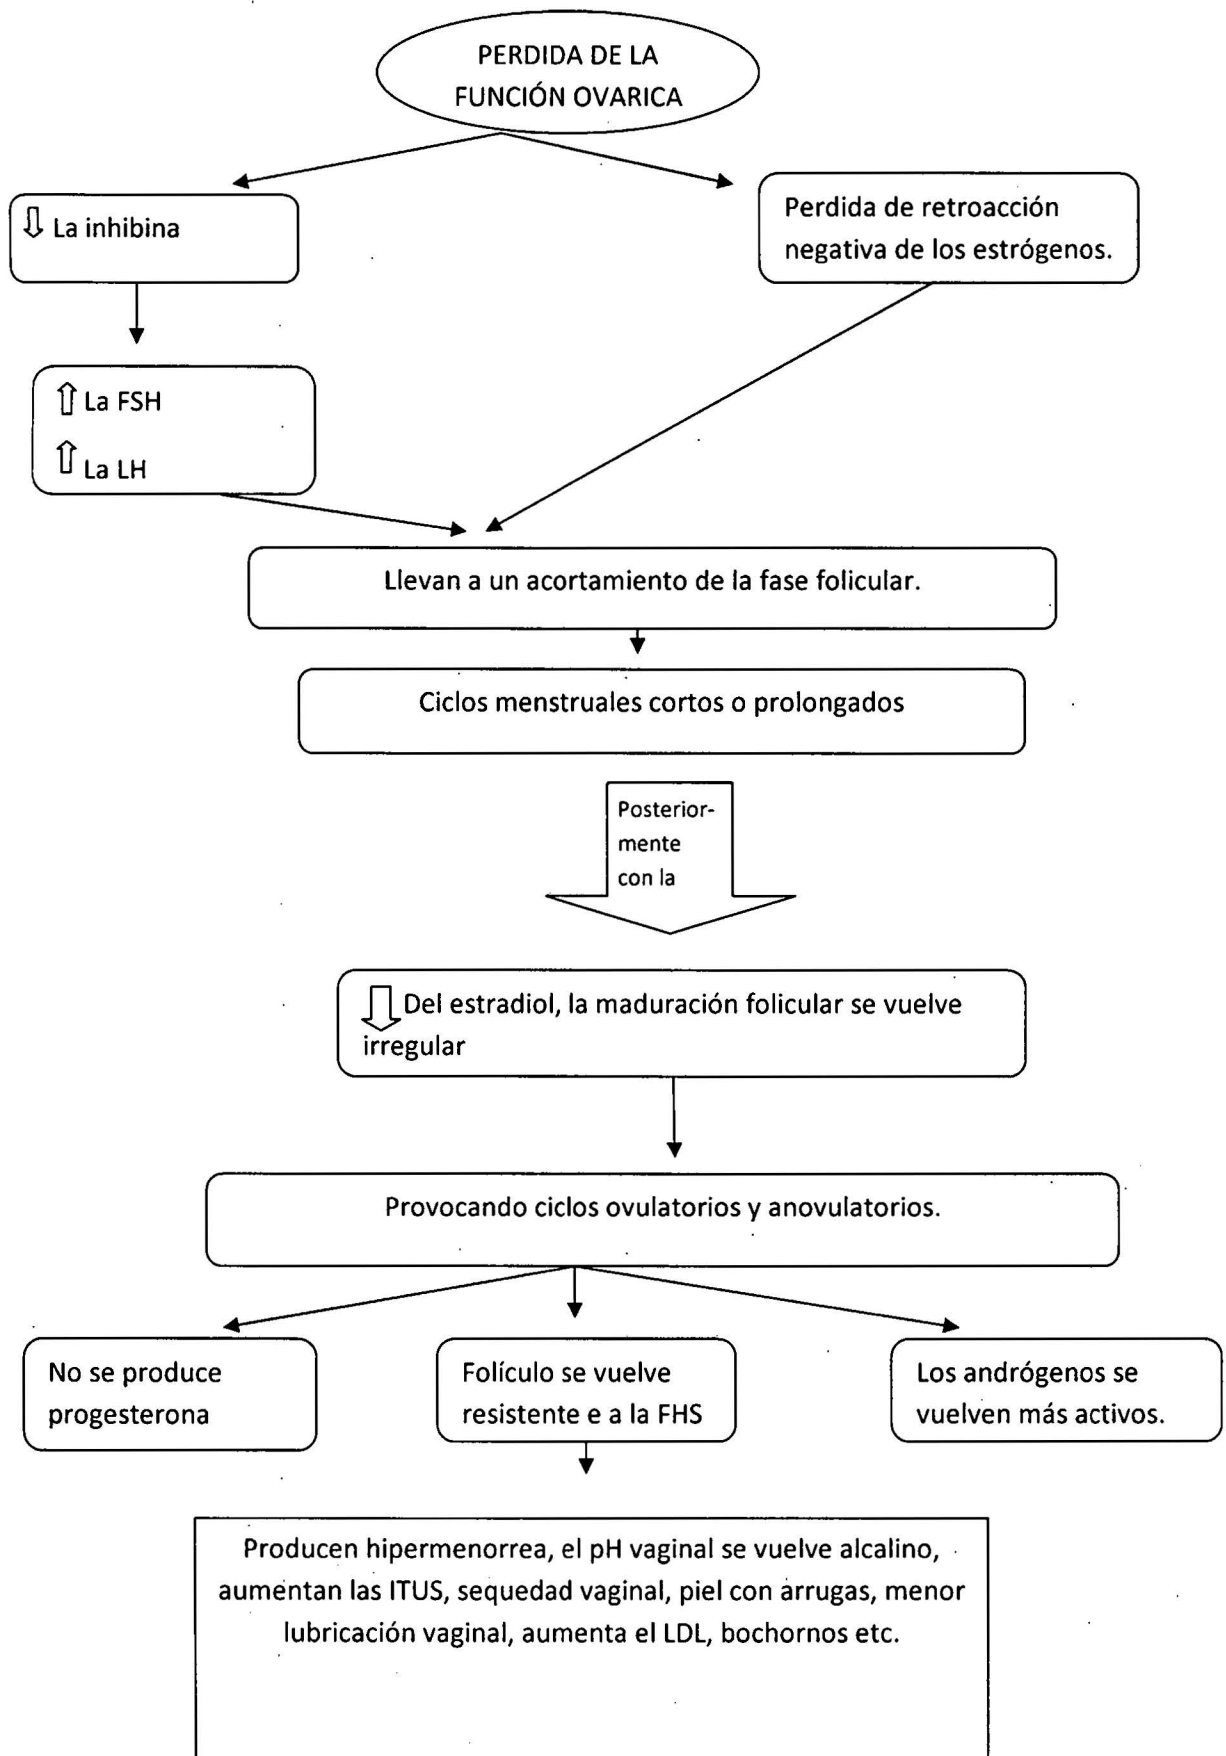 PERDIDA DE LA
FUNCIÓN OVARICA
⇩ La inhibina
Perdida de retroacción
negativa de los estrógenos.
⇧ La FSH
⇧ La LH
Llevan a un acortamiento de la fase folicular.
Ciclos menstruales cortos o prolongados
Posterior-
mente
con la
⇩ Del estradiol, la maduración folicular se vuelve
irregular
Provocando ciclos ovulatorios y anovulatorios.
No se produce
progesterona
Folículo se vuelve
resistente e a la FHS
Los andrógenos se
vuelven más activos.
Producen hipermenorrea, el pH vaginal se vuelve alcalino,
aumentan las ITUS, sequedad vaginal, piel con arrugas, menor
lubricación vaginal, aumenta el LDL, bochornos etc.